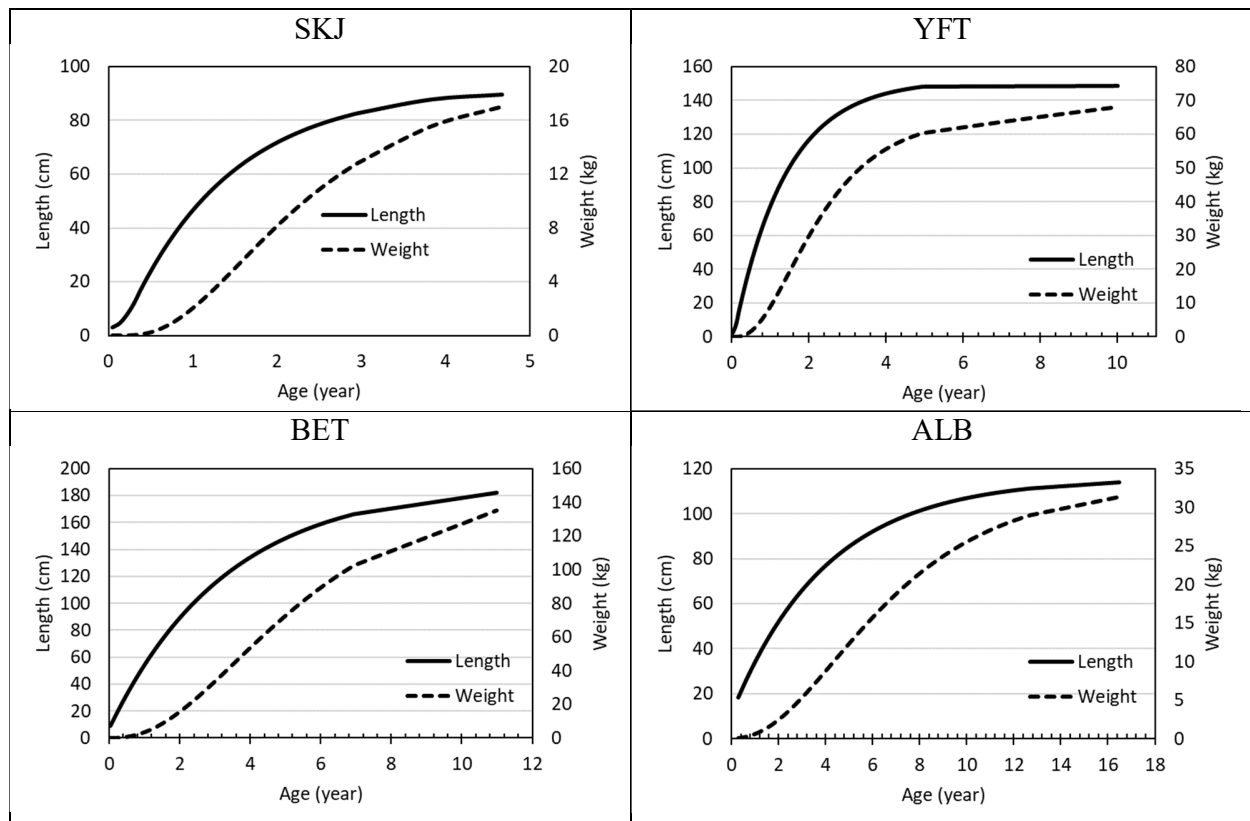 SKJ
100
80
60
40
20
0
Length (cm)
20
16
12
8
4
0
Weight (kg)
Length
Weight
0 1 2 3 4 5
Age (year)
YFT
160
140
120
100
80
60
40
20
0
Length (cm)
80
70
60
50
40
30
20
10
0
Weight (kg)
Length
Weight
0 2 4 6 8 10
Age (year)
BET
200
180
160
140
120
100
80
60
40
20
0
Length (cm)
160
140
120
100
80
60
40
20
0
Weight (kg)
Length
Weight
0 2 4 6 8 10 12
Age (year)
ALB
120
100
80
60
40
20
0
Length (cm)
35
30
25
20
15
10
5
0
Weight (kg)
Length
Weight
0 2 4 6 8 10 12 14 16 18
Age (year)